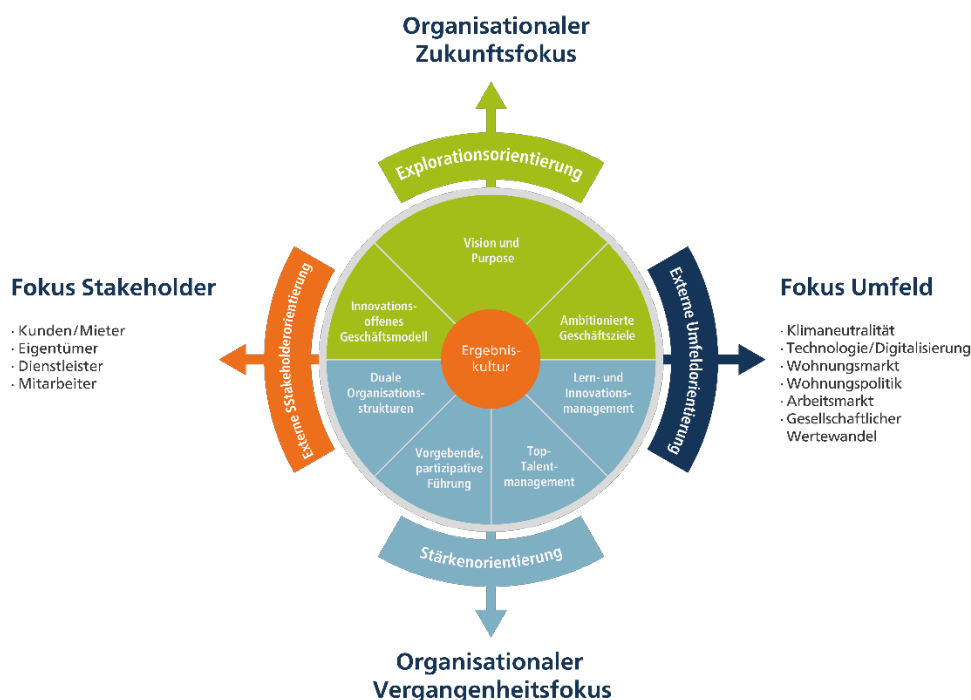 Organisationaler
Zukunftsfokus
Explorationsorientierung
Vision und
Purpose
Fokus Stakeholder
· Kunden/Mieter
· Eigentümer
· Dienstleister
· Mitarbeiter
Externe SStakeholderorientierung
Innovations-
offenes
Geschäftsmodell
Ergebnis-
kultur
Ambitionierte
Geschäftsziele
Externe Umfeldorientierung
Fokus Umfeld
· Klimaneutralität
· Technologie/Digitalisierung
· Wohnungsmarkt
· Wohnungspolitik
· Arbeitsmarkt
· Gesellschaftlicher
Wertewandel
Duale
Organisations-
strukturen
Lern- und
Innovations-
management
Vorgebende,
partizipative
Führung
Top-
Talent-
management
Stärkenorientierung
Organisationaler
Vergangenheitsfokus